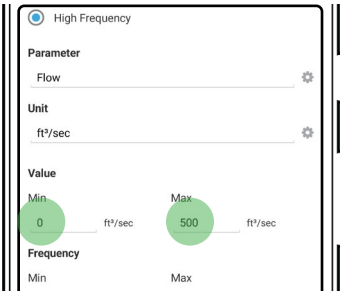 High Frequency
Parameter
Flow
Unit
ft³/sec
Value
Min Max
0 ft³/sec 500 ft³/sec
Frequency
Min Max